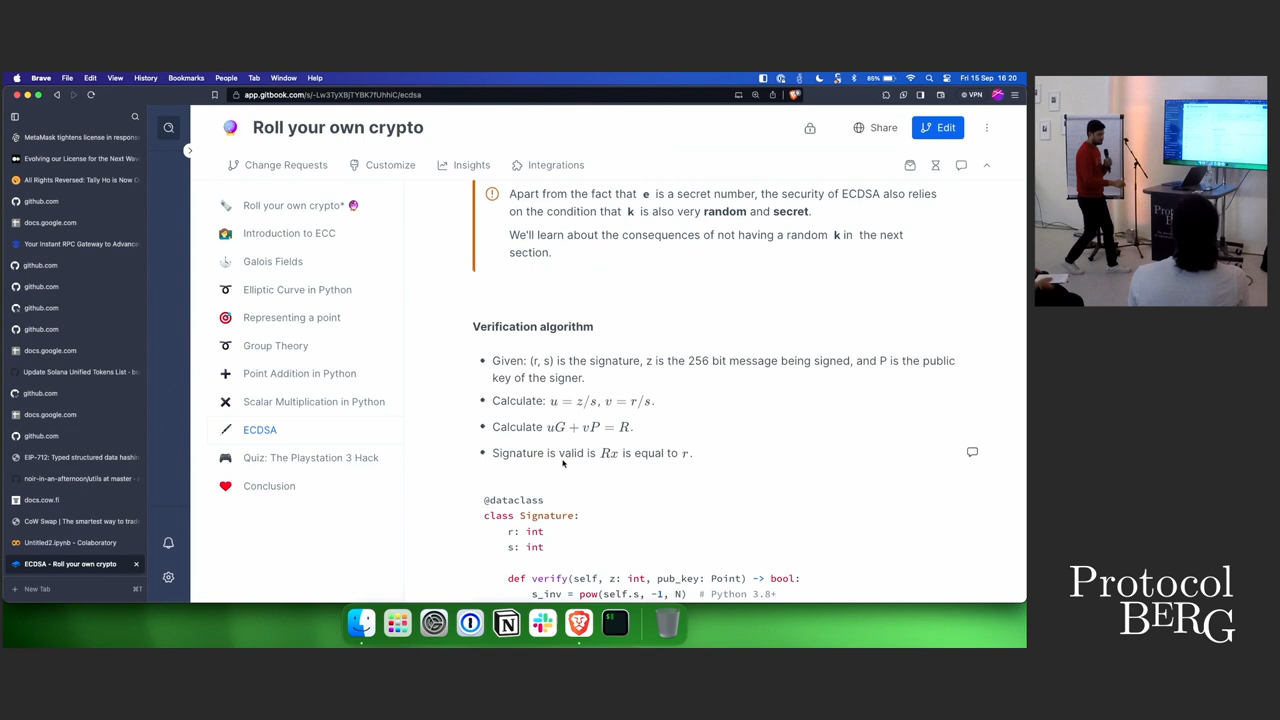 Brave File Edit View History Bookmarks People Tab Window Help
85% Fri 15 Sep 16 20
app.gitbook.com/s/-Lw3TyXBjTYBK7fUhhiC/ecdsa
VPN
MetaMask tightens license in respons
Evolving our License for the Next Wav
All Rights Reversed: Tally Ho is Now O
github.com
docs.google.com
Your Instant RPC Gateway to Advance
github.com
github.com
github.com
github.com
docs.google.com
Update Solana Unified Tokens List - bo
github.com
docs.google.com
github.com
EIP-712: Typed structured data hashin
noir-in-an-afternoon/utils at master ·
docs.cow.fi
CoW Swap | The smartest way to trad
Untitled2.ipynb - Colaboratory
ECDSA - Roll your own crypto
New Tab ⌘T
Roll your own crypto
Share
Edit
Change Requests
Customize
Insights
Integrations
Roll your own crypto*
Introduction to ECC
Galois Fields
Elliptic Curve in Python
Representing a point
Group Theory
Point Addition in Python
Scalar Multiplication in Python
ECDSA
Quiz: The Playstation 3 Hack
Conclusion
Apart from the fact that e is a secret number, the security of ECDSA also relies
on the condition that k is also very random and secret.
We'll learn about the consequences of not having a random k in the next
section.
Verification algorithm
• Given: (r, s) is the signature, z is the 256 bit message being signed, and P is the public
key of the signer.
• Calculate: u = z/s, v = r/s.
• Calculate uG + vP = R.
• Signature is valid is Rx is equal to r.
@dataclass
class Signature:
r: int
s: int
def verify(self, z: int, pub_key: Point) -> bool:
s_inv = pow(self.s, -1, N) # Python 3.8+
Protocol
BERG